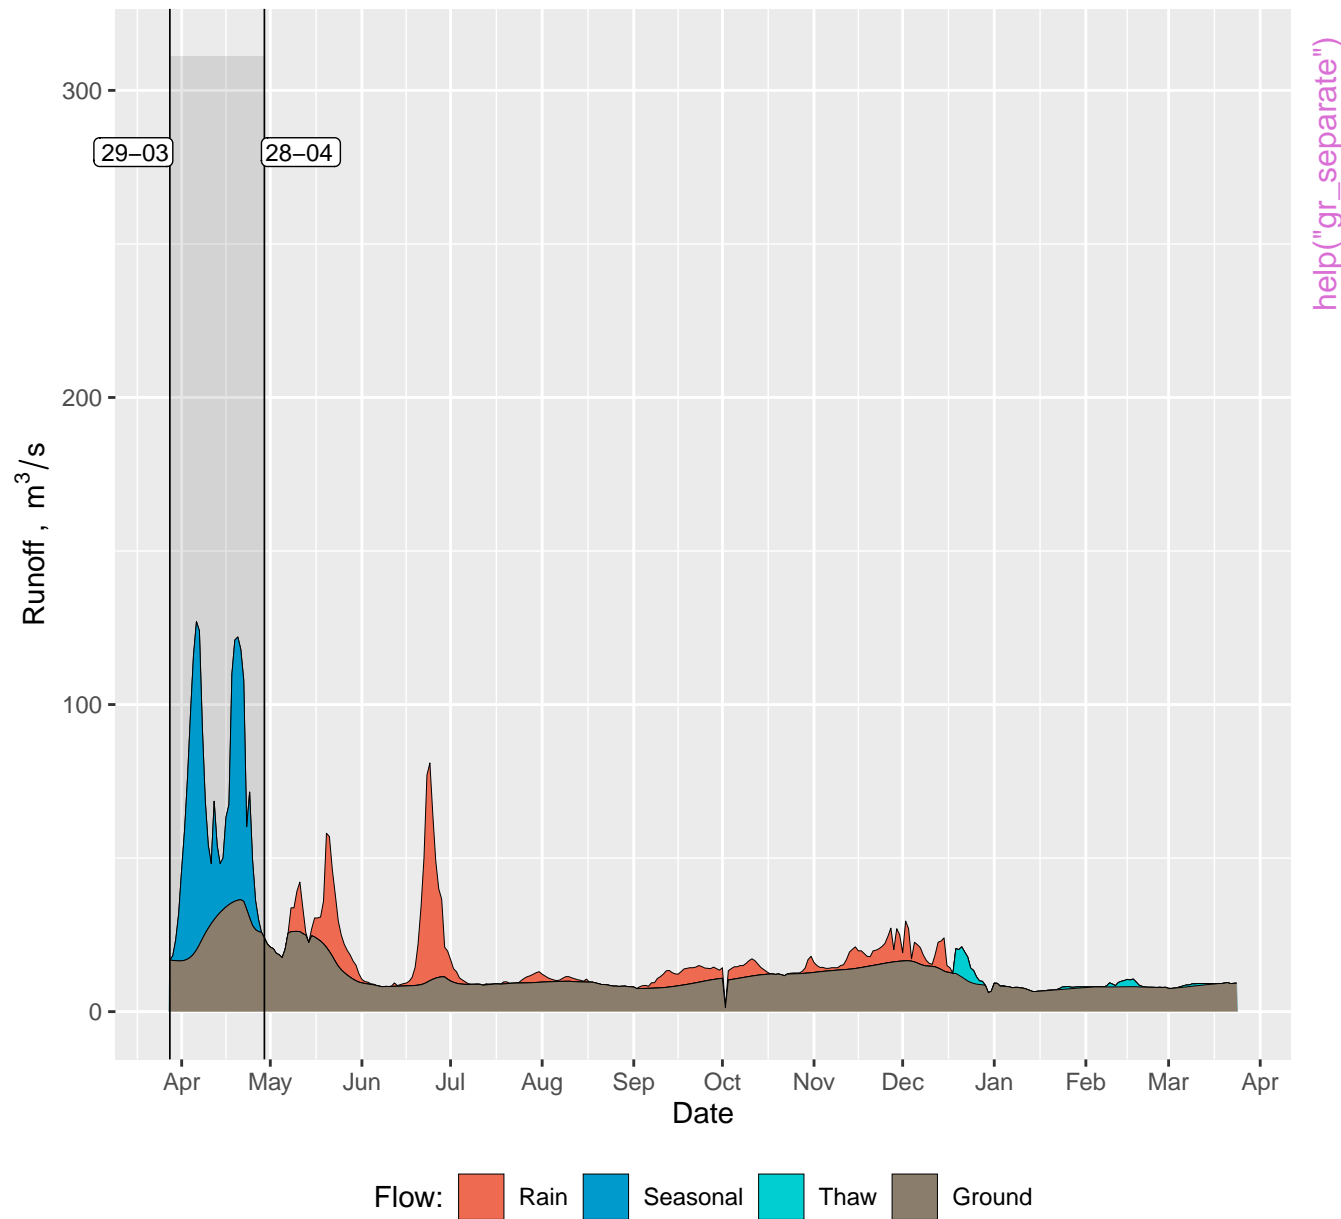 300
200
100
0
Runoff , m³/s
29−03
28−04
help("gr_separate")
Apr May Jun Jul Aug Sep Oct Nov Dec Jan Feb Mar Apr
Date
Flow: Rain Seasonal Thaw Ground